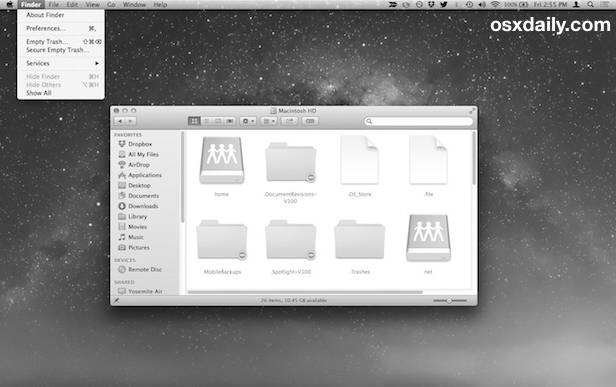 Finder File Edit View Go Window Help
100% Fri 2:55 PM
osxdaily.com
About Finder
Preferences... ⌘,
Empty Trash... ⇧⌘⌫
Secure Empty Trash...
Services
Hide Finder ⌘H
Hide Others ⌥⌘H
Show All
Macintosh HD
FAVORITES
Dropbox
All My Files
AirDrop
Applications
Desktop
Documents
Downloads
Library
Movies
Music
Pictures
DEVICES
Remote Disc
SHARED
Yosemite Air
home
.DocumentRevisions-
V100
.DS_Store
.file
.MobileBackups
.Spotlight-V100
.Trashes
net
26 items, 10.45 GB available